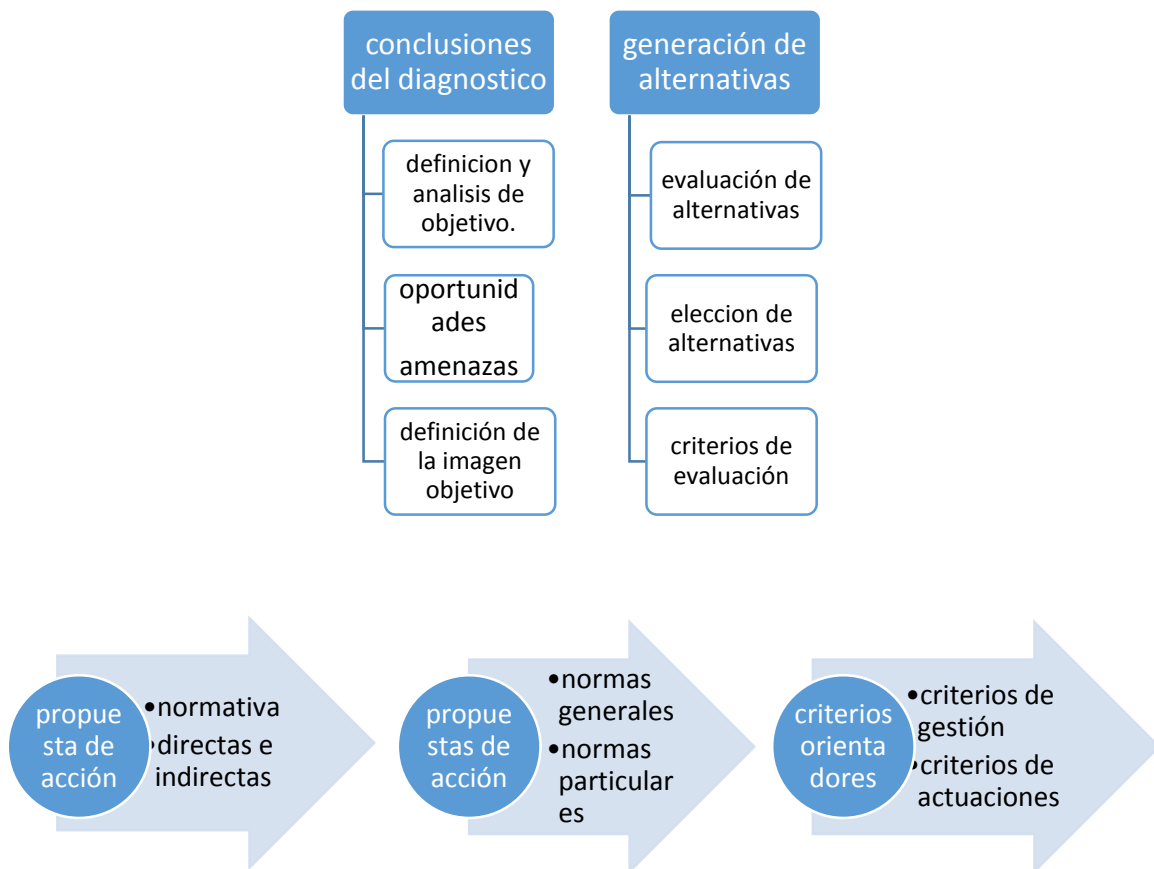 conclusiones
del diagnostico
definicion y
analisis de
objetivo.
oportunid
ades
amenazas
definición de
la imagen
objetivo
generación de
alternativas
evaluación de
alternativas
eleccion de
alternativas
criterios de
evaluación
propue
sta de
acción
•normativa
•directas e
indirectas
propue
stas de
acción
•normas
generales
•normas
particular
es
criterios
orienta
dores
•criterios de
gestión
•criterios de
actuaciones